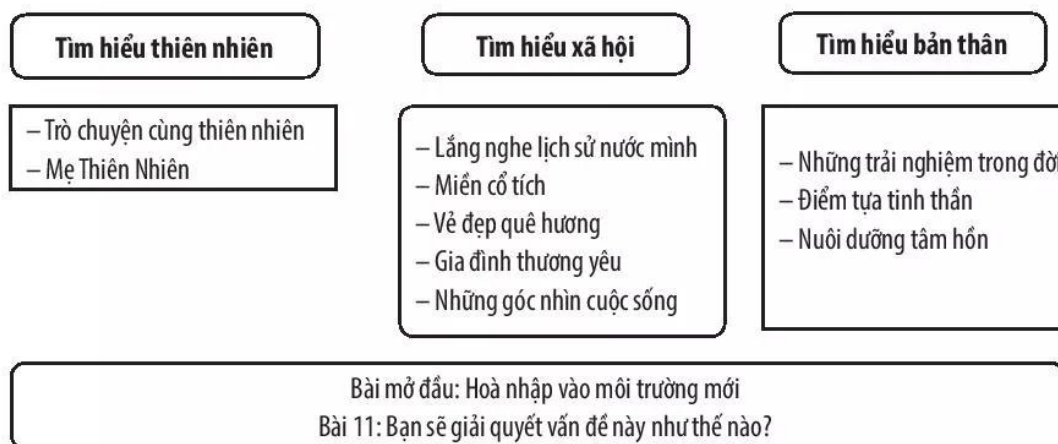 Tìm hiểu thiên nhiên
– Trò chuyện cùng thiên nhiên
– Mẹ Thiên Nhiên
Tìm hiểu xã hội
– Lắng nghe lịch sử nước mình
– Miền cổ tích
– Vẻ đẹp quê hương
– Gia đình thương yêu
– Những góc nhìn cuộc sống
Tìm hiểu bản thân
– Những trải nghiệm trong đời
– Điểm tựa tinh thần
– Nuôi dưỡng tâm hồn
Bài mở đầu: Hoà nhập vào môi trường mới
Bài 11: Bạn sẽ giải quyết vấn đề này như thế nào?